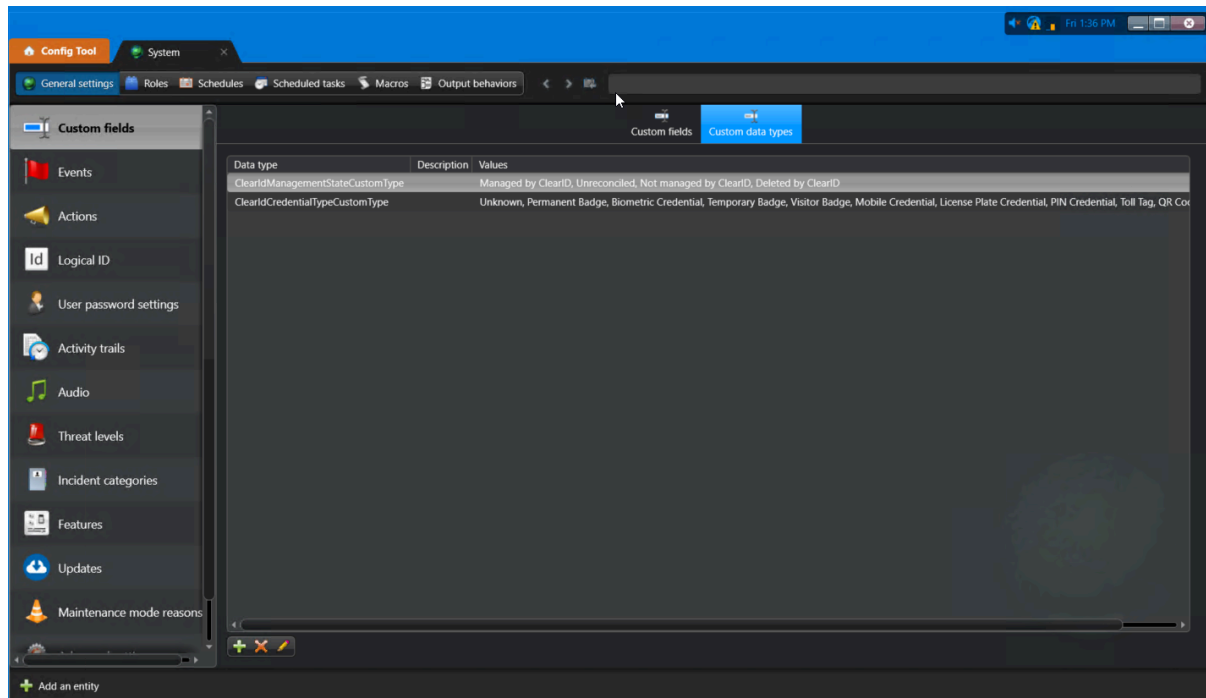 Fri 1:36 PM
Config Tool
System
General settings
Roles
Schedules
Scheduled tasks
Macros
Output behaviors
Custom fields
Events
Actions
Id
Logical ID
User password settings
Activity trails
Audio
Threat levels
Incident categories
Features
Updates
Maintenance mode reasons
Custom fields
Custom data types
Data type Description Values
ClearIdManagementStateCustomType Managed by ClearID, Unreconciled, Not managed by ClearID, Deleted by ClearID
ClearIdCredentialTypeCustomType Unknown, Permanent Badge, Biometric Credential, Temporary Badge, Visitor Badge, Mobile Credential, License Plate Credential, PIN Credential, Toll Tag, QR
Add an entity